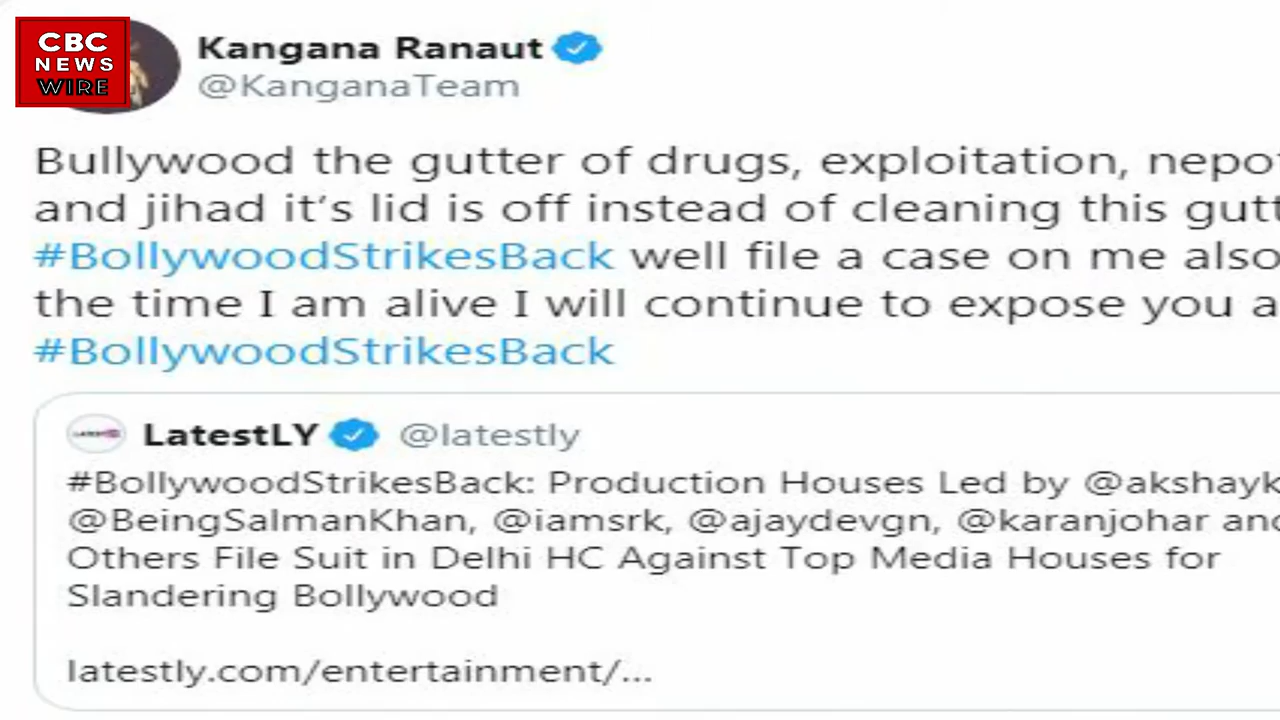 CBC
NEWS
WIRE
Kangana Ranaut
@KanganaTeam
Bullywood the gutter of drugs, exploitation,
and jihad it's lid is off instead of cleaning this
#BollywoodStrikesBack well file a case on me also
the time I am alive I will continue to expose you
#BollywoodStrikesBack
LatestLY @latestly
#BollywoodStrikesBack: Production Houses Led by
@BeingSalmanKhan, @iamsrk, @ajaydevgn, @karanjohar and
Others File Suit in Delhi HC Against Top Media Houses for
Slandering Bollywood
latestly.com/entertainment/...